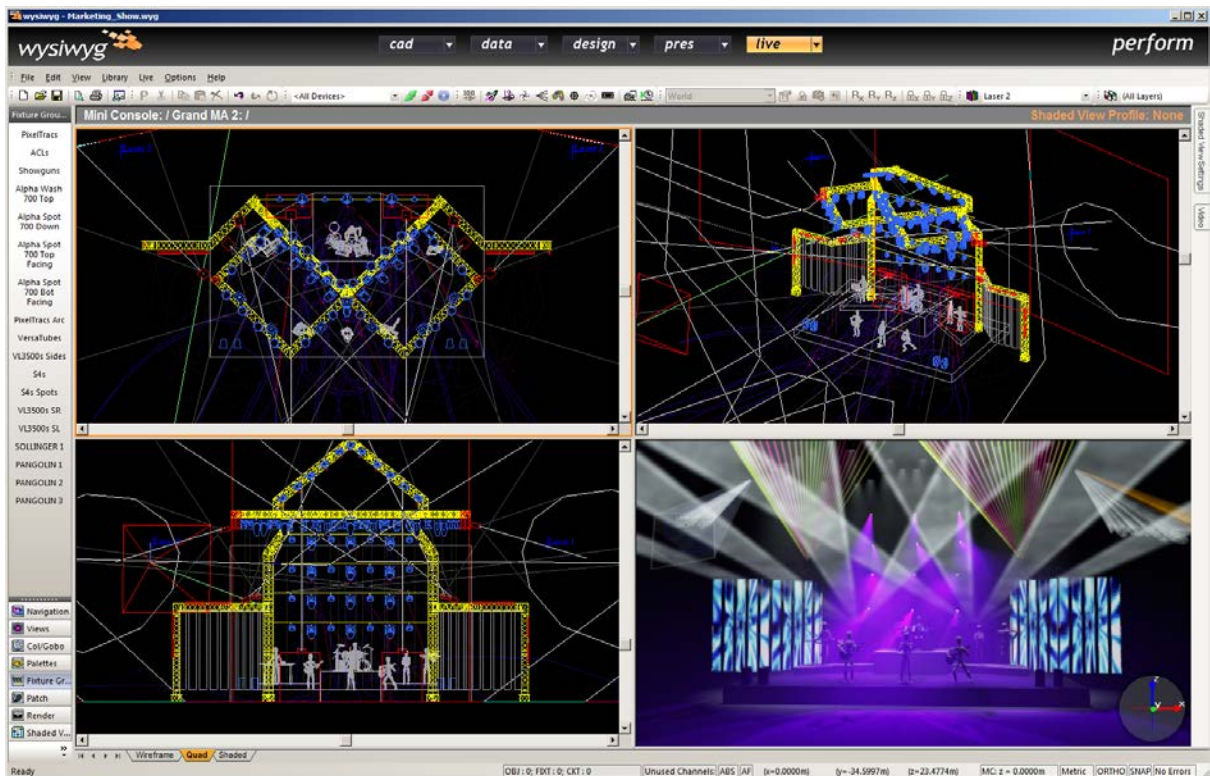 wysiwyg - Marketing_Show.wyg
wysiwyg
cad
data
design
pres
live
perform
File Edit View Library Live Options Help
<All Devices>
World
Laser 2
(All Layers)
Fixture Grou...
Mini Console: / Grand MA 2: /
Shaded View Profile: None
PixelTracs
ACLs
Showguns
Alpha Wash
700 Top
Alpha Spot
700 Down
Alpha Spot
700 Top
Facing
Alpha Spot
700 Bot
Facing
PixelTracs Arc
VersaTubes
VL3500s Sides
S4s
S4s Spots
VL3500s SR
VL3500s SL
SOLLINGER 1
PANGOLIN 1
PANGOLIN 2
PANGOLIN 3
Shaded View Settings
Video
Navigation
Views
Col/Gobo
Palettes
Fixture Gr...
Patch
Render
Shaded V...
Wireframe
Quad
Shaded
Ready
OBJ : 0; FIXT : 0; CKT : 0
Unused Channels:
ABS
AF
(x=0.0000m)
(y=-34.5997m)
(z=23.4774m)
MC: z = 0.0000m
Metric
ORTHO
SNAP
No Errors